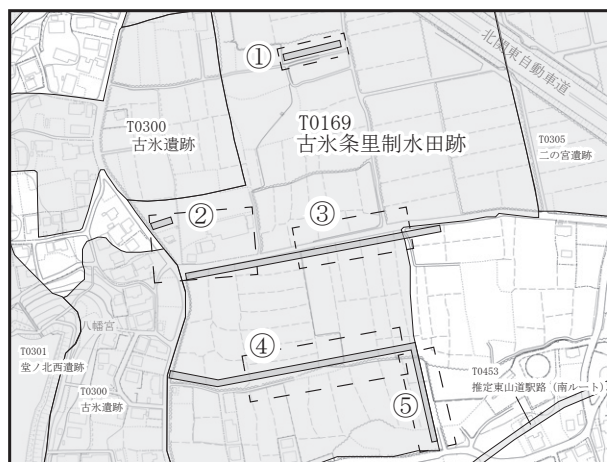 ①
北関東自動車道
T0300
古氷遺跡
T0169
古氷条里制水田跡
T0305
二の宮遺跡
②
③
八幡宮
④
T0301
堂ノ北西遺跡
T0300
古氷遺跡
T0453
推定東山道駅路（南ルート）
⑤